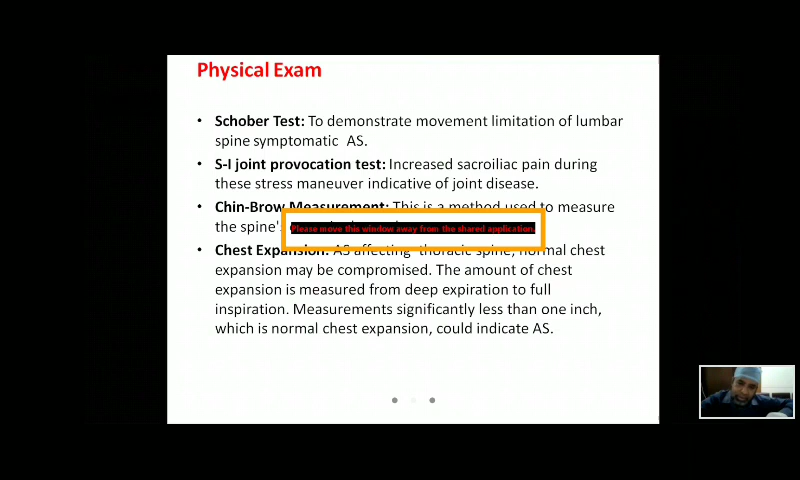 Physical Exam
• Schober Test: To demonstrate movement limitation of lumbar
spine symptomatic AS.
• S-I joint provocation test: Increased sacroiliac pain during
these stress maneuver indicative of joint disease.
• Chin-Brow Measurement: This is a method used to measure
the spine's
Please move this window away from the shared application.
• Chest Expansion: AS affecting thoracic spine, normal chest
expansion may be compromised. The amount of chest
expansion is measured from deep expiration to full
inspiration. Measurements significantly less than one inch,
which is normal chest expansion, could indicate AS.